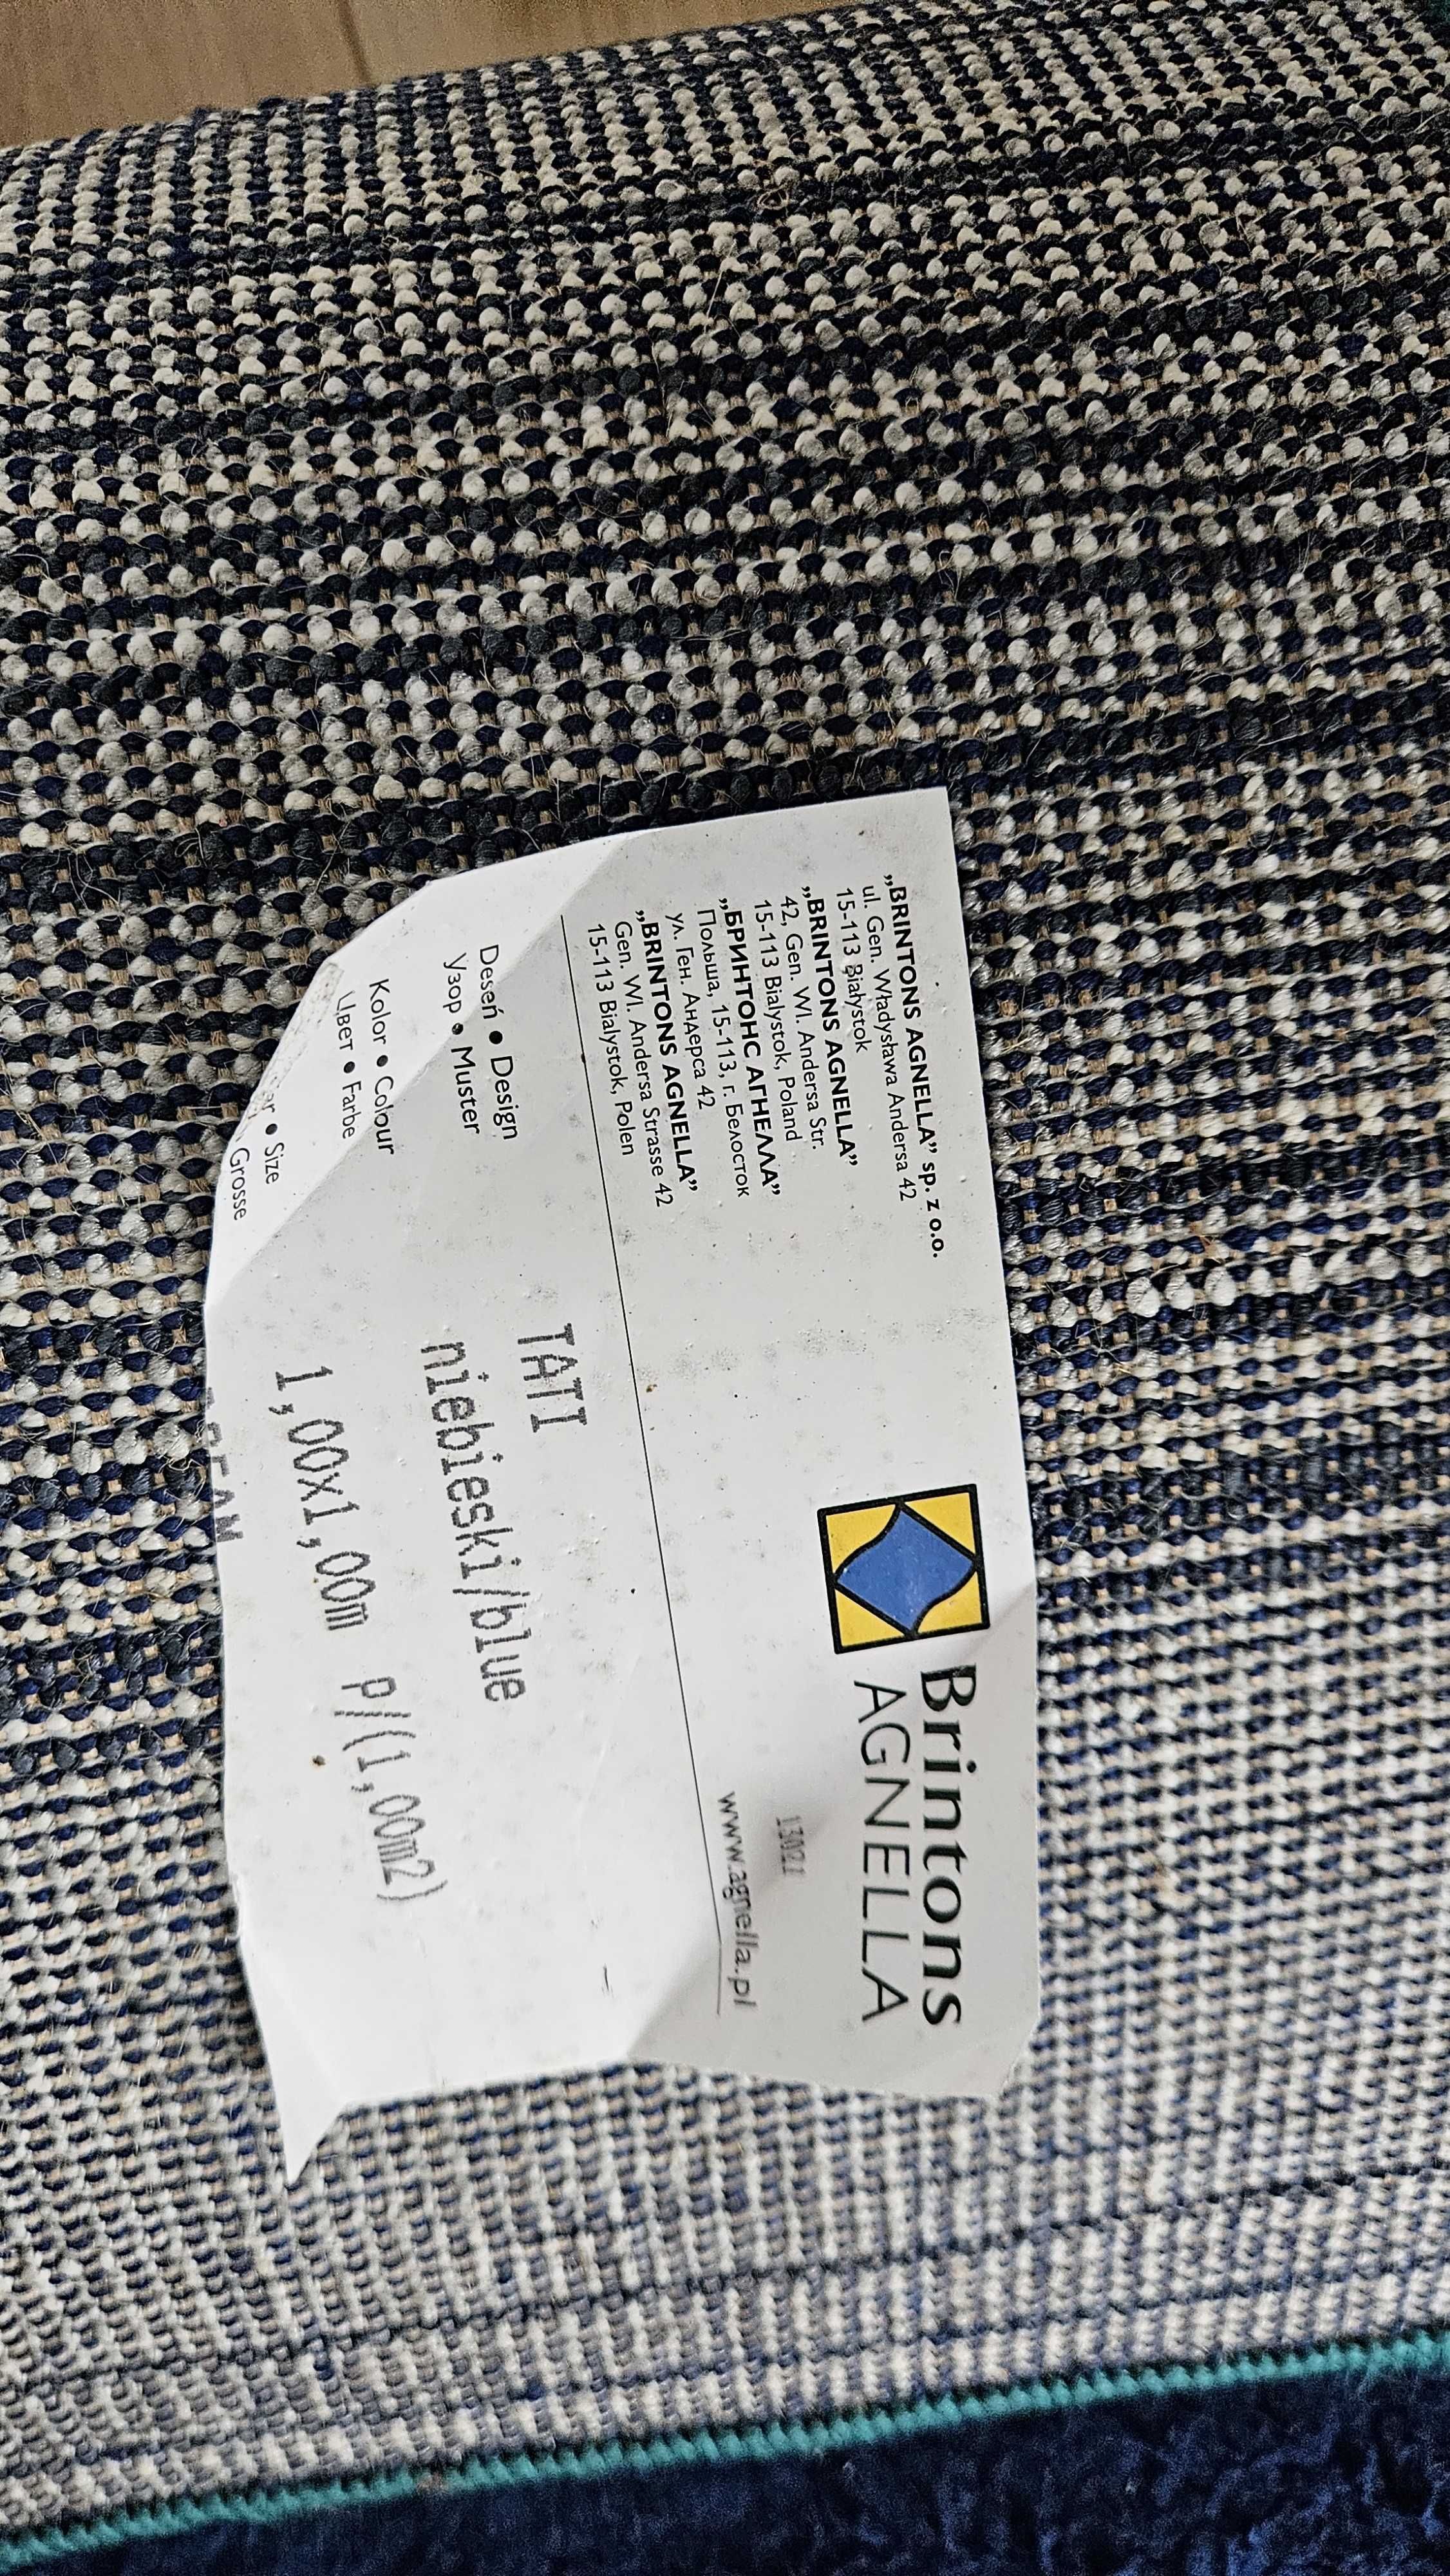 „BRINTONS AGNELLA” sp. z o.o.
ul. Gen. Władysława Andersa 42
15-113 Białystok
„BRINTONS AGNELLA”
42, Gen. Wl. Andersa Str.
15-113 Bialystok, Poland
„БРИНТОНС АГНЕЛЛА”
Польша, 15-113, г. Белосток
ул. Ген. Андерса 42
„BRINTONS AGNELLA”
Gen. Wl. Andersa Strasse 42
15-113 Bialystok, Polen
Brintons
AGNELLA
13021
www.agnella.pl
Deseń • Design
Узор • Muster
TATI
Kolor • Colour
Цвет • Farbe
niebieski/blue
• Size
Grosse
1,00x1,00m P/(1,00m2)